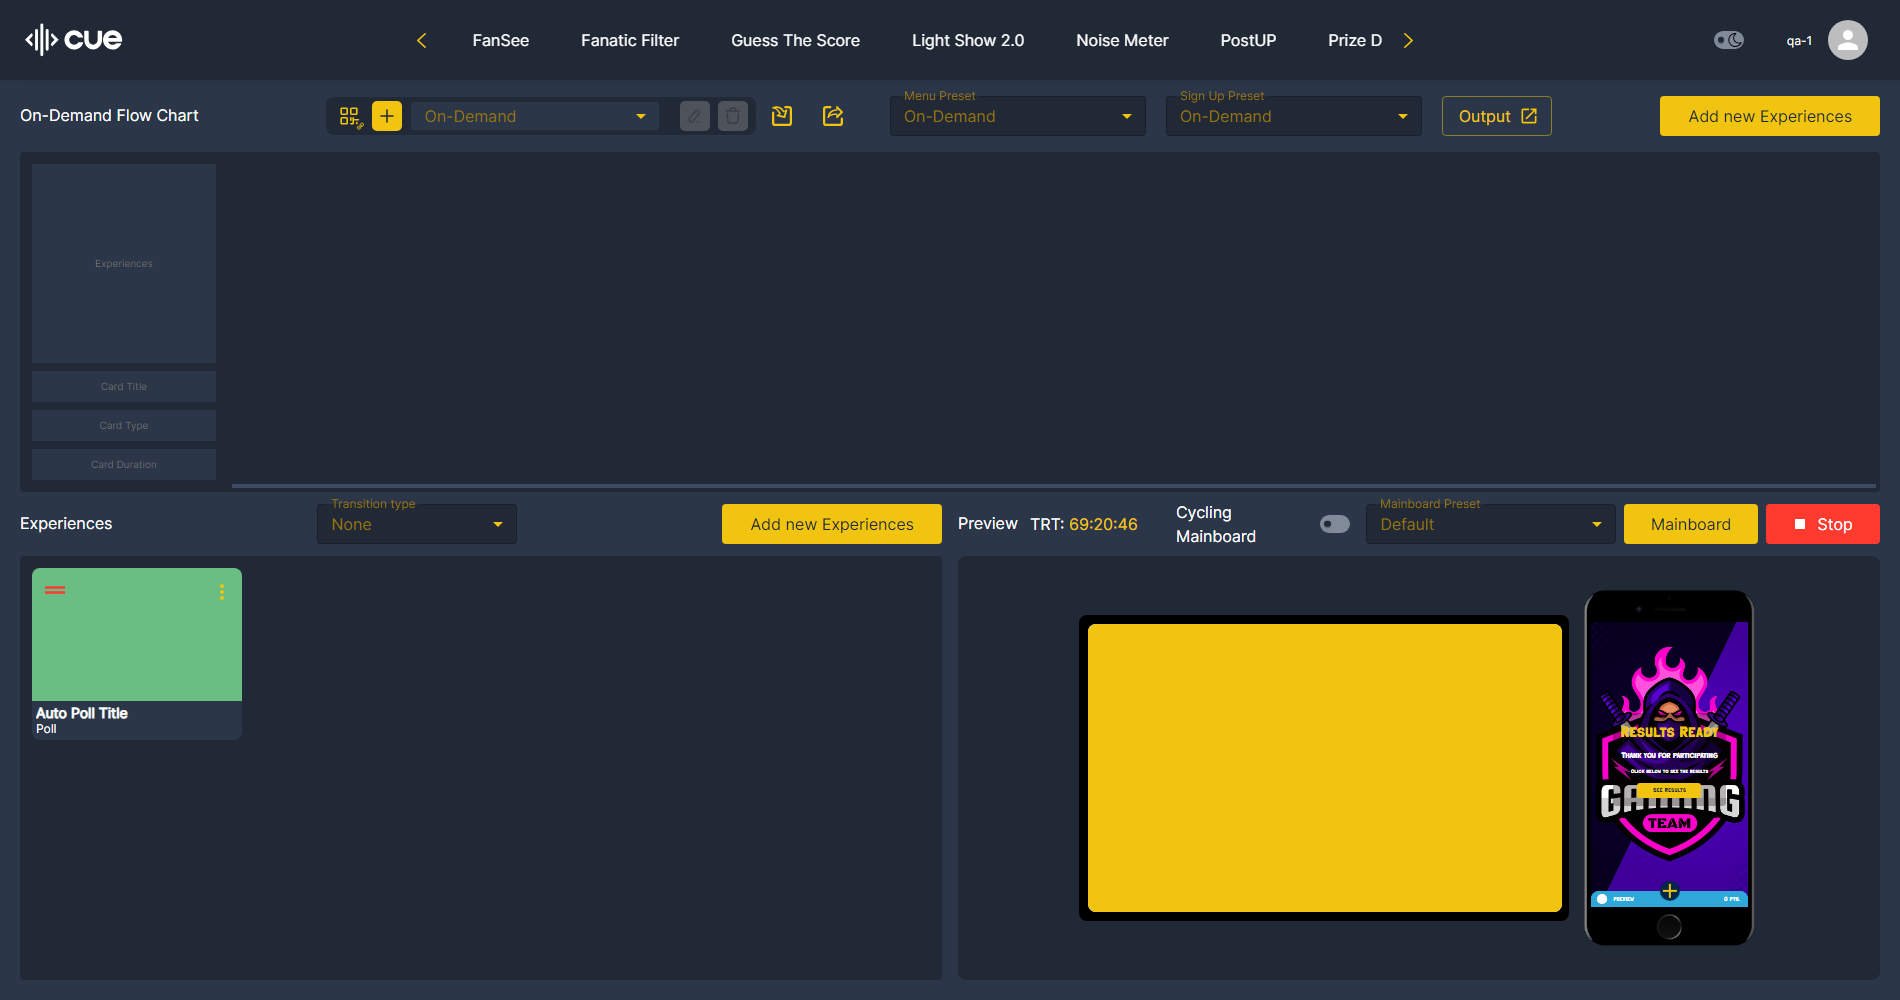 cue
FanSee
Fanatic Filter
Guess The Score
Light Show 2.0
Noise Meter
PostUP
Prize D
qa-1
On-Demand Flow Chart
On-Demand
Menu Preset
On-Demand
Sign Up Preset
On-Demand
Output
Add new Experiences
Experiences
Card Title
Card Type
Card Duration
Experiences
Transition type
None
Add new Experiences
Preview
TRT: 69:20:46
Cycling
Mainboard
Mainboard Preset
Default
Mainboard
Stop
Auto Poll Title
Poll
Results Ready
Thank you for participating
Click below to see the results
See Results
GAMING
TEAM
Preview
0 Pts.